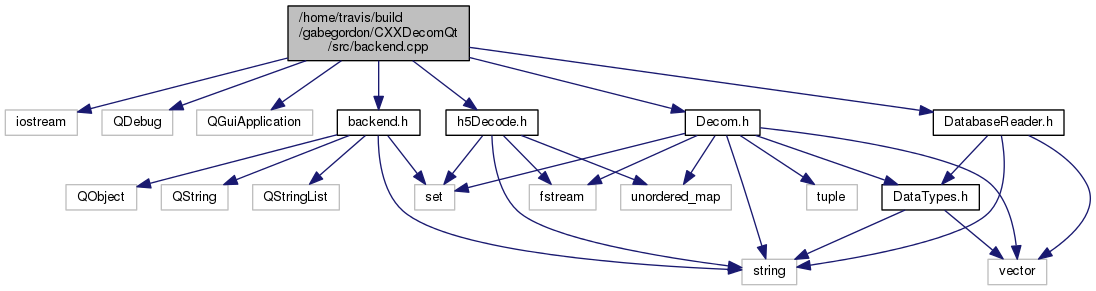 /home/travis/build
/gabegordon/CXXDecomQt
/src/backend.cpp
iostream
QDebug
QGuiApplication
backend.h
h5Decode.h
Decom.h
DatabaseReader.h
QObject
QString
QStringList
set
fstream
unordered_map
tuple
DataTypes.h
string
vector